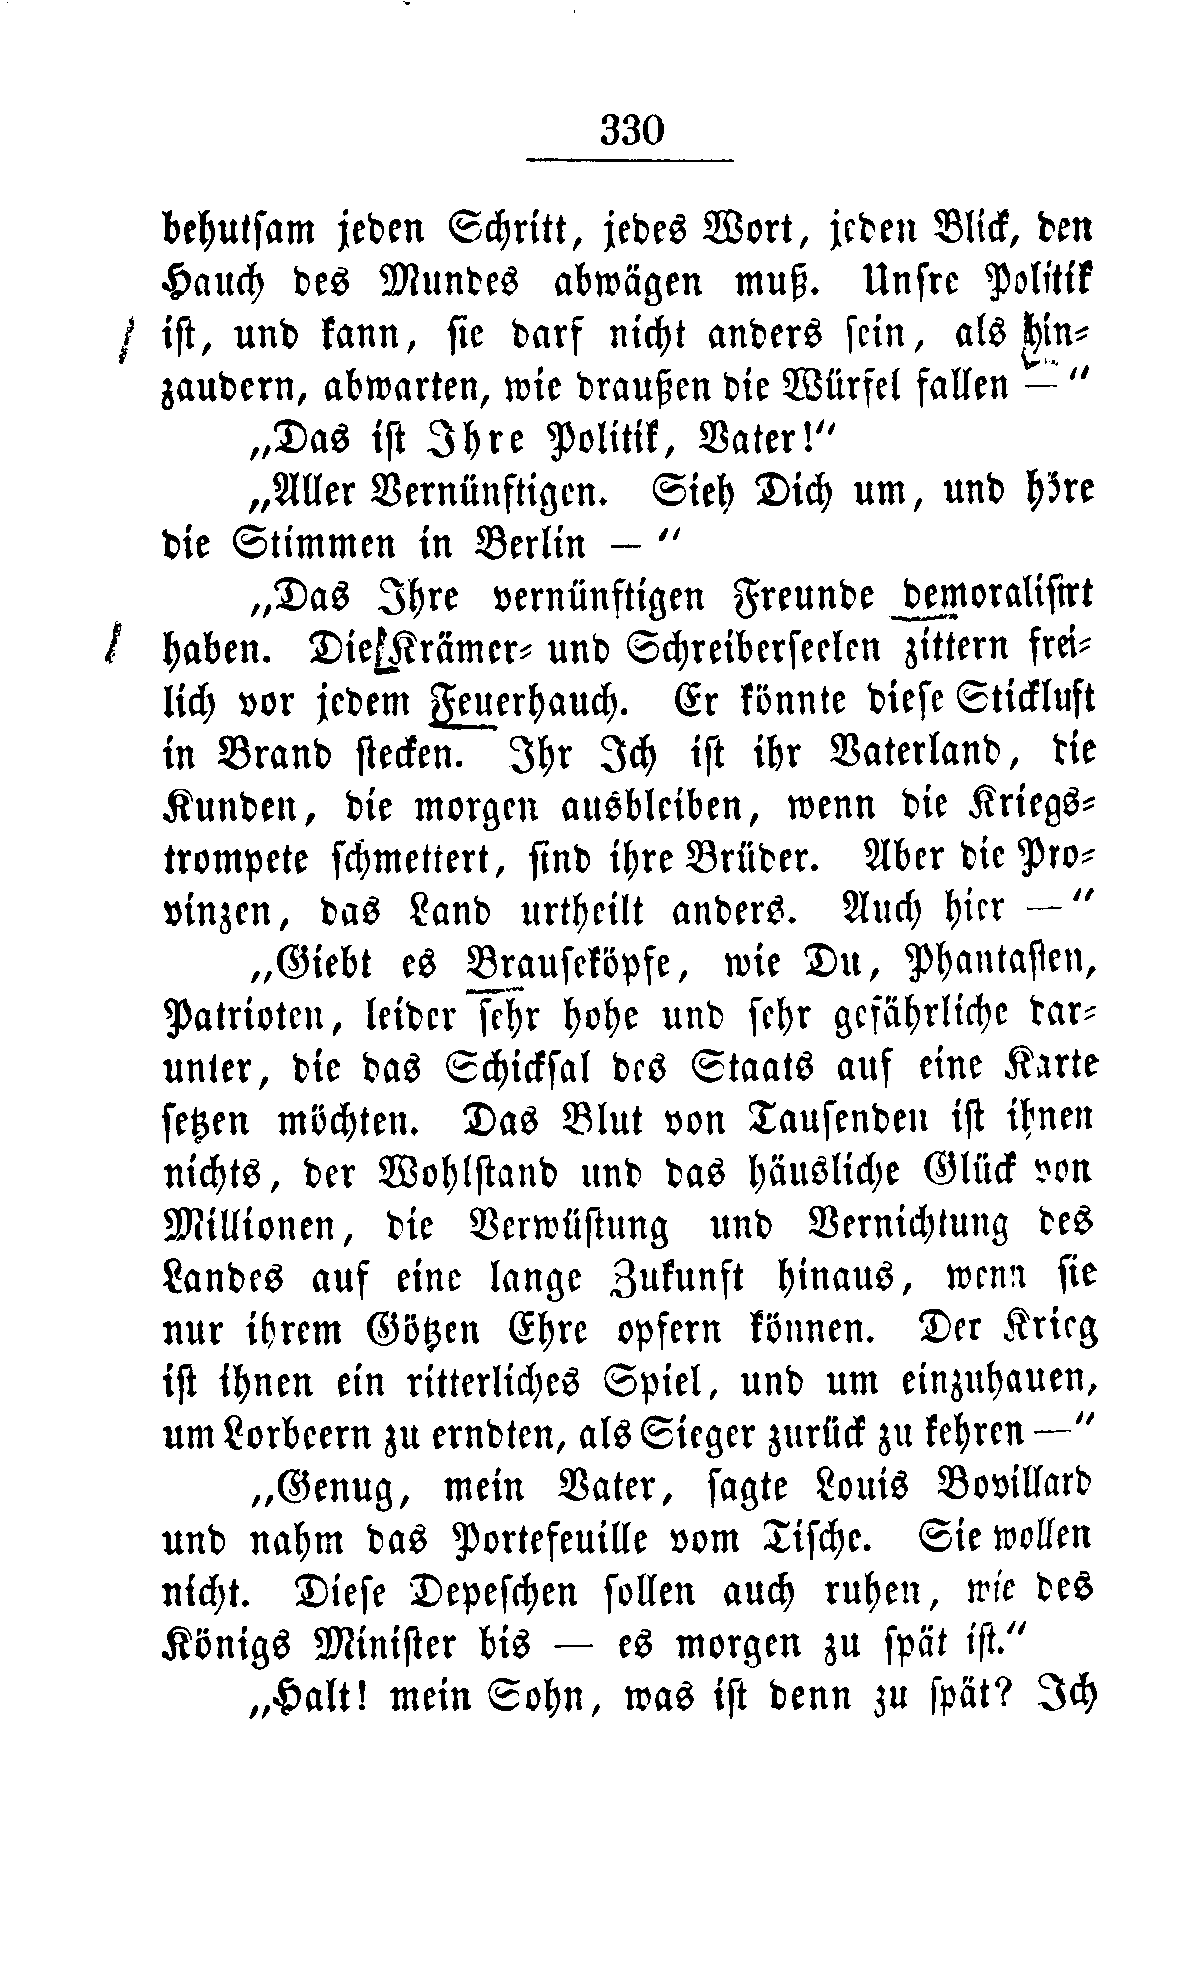 330
behutsam jeden Schritt, jedes Wort, jeden Blick, den
Hauch des Mundes abwägen muß. Unsre Politik
ist, und kann, sie darf nicht anders sein, als hin⸗
zaudern, abwarten, wie draußen die Würfel fallen — “
„Das ist Ihre Politik, Vater!“
„Aller Vernünftigen. Sieh Dich um, und höre
die Stimmen in Berlin — “
„Das Ihre vernünftigen Freunde demoralisirt
haben. Die Krämer⸗ und Schreiberseelen zittern frei⸗
lich vor jedem Feuerhauch. Er könnte diese Stickluft
in Brand stecken. Ihr Ich ist ihr Vaterland, die
Kunden, die morgen ausbleiben, wenn die Kriegs⸗
trompete schmettert, sind ihre Brüder. Aber die Pro⸗
vinzen, das Land urtheilt anders. Auch hier — “
„Giebt es Brauseköpfe, wie Du, Phantasten,
Patrioten, leider sehr hohe und sehr gefährliche dar⸗
unter, die das Schicksal des Staats auf eine Karte
setzen möchten. Das Blut von Tausenden ist ihnen
nichts, der Wohlstand und das häusliche Glück von
Millionen, die Verwüstung und Vernichtung des
Landes auf eine lange Zukunft hinaus, wenn sie
nur ihrem Götzen Ehre opfern können. Der Krieg
ist ihnen ein ritterliches Spiel, und um einzuhauen,
um Lorbeern zu erndten, als Sieger zurück zu kehren —“
„Genug, mein Vater, sagte Louis Bovillard
und nahm das Portefeuille vom Tische. Sie wollen
nicht. Diese Depeschen sollen auch ruhen, wie des
Königs Minister bis — es morgen zu spät ist.“
„Halt! mein Sohn, was ist denn zu spät? Ich